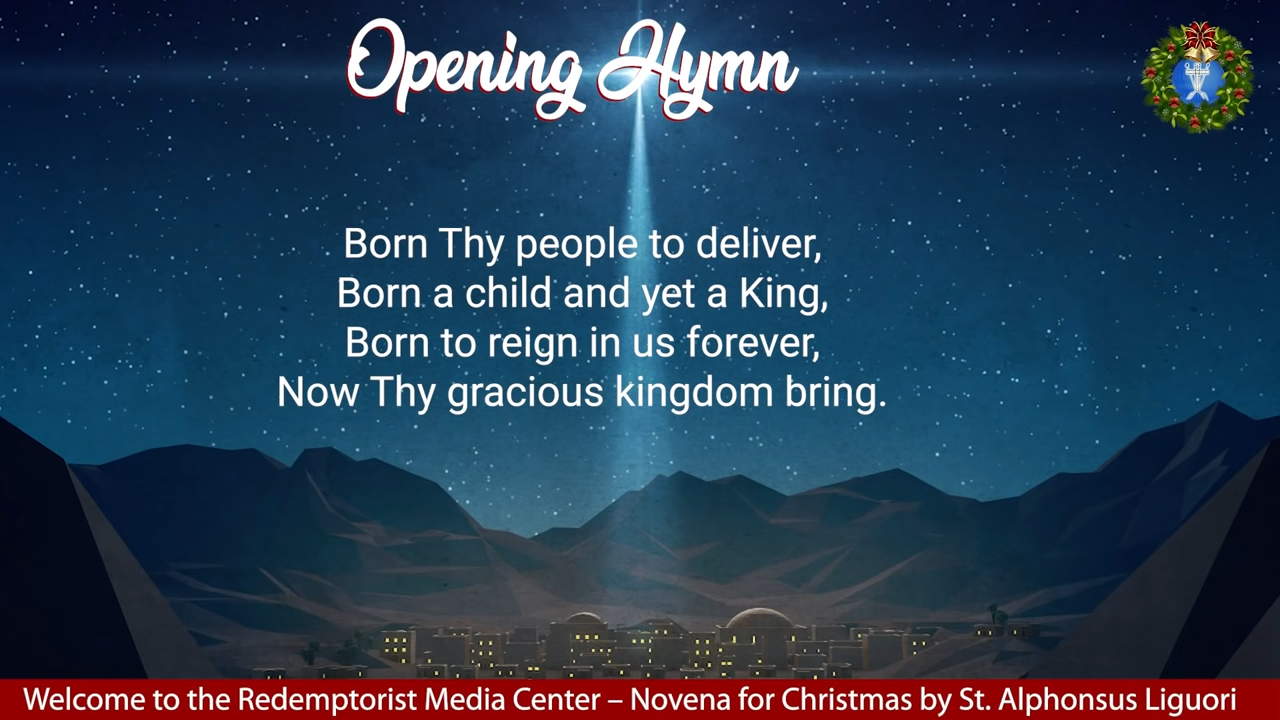 Opening Hymn
Born Thy people to deliver,
Born a child and yet a King,
Born to reign in us forever,
Now Thy gracious kingdom bring.
Welcome to the Redemptorist Media Center – Novena for Christmas by St. Alphonsus Liguori